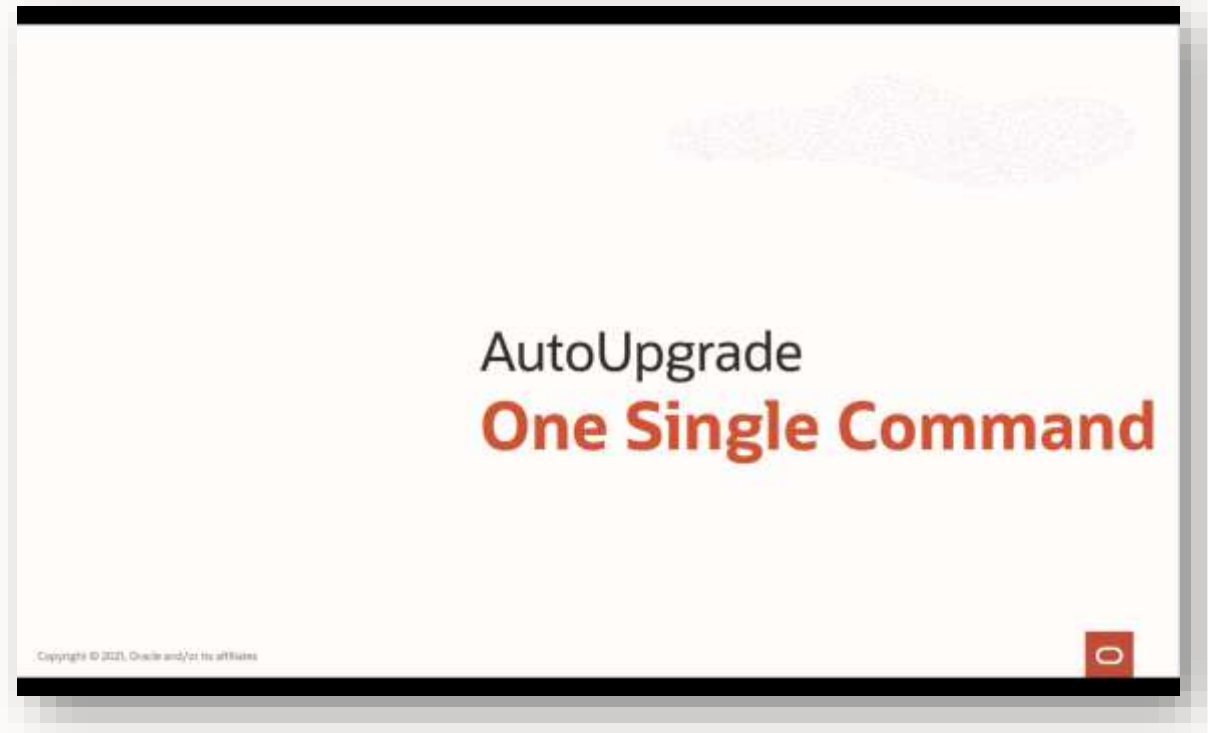 AutoUpgrade
One Single Command
Copyright © 2021, Oracle and/or its affiliates